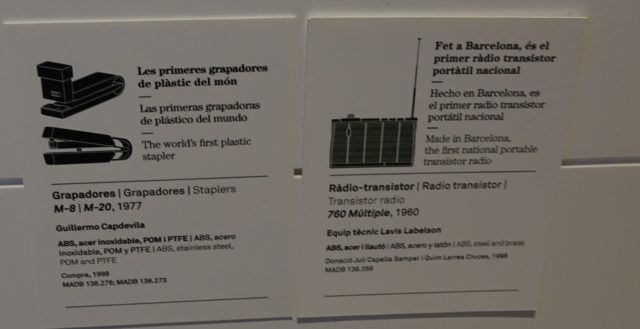 Les primeres grapadores
de plàstic del món
Las primeras grapadoras
de plástico del mundo
The world's first plastic
stapler
Grapadores | Grapadores | Staplers
M-8 | M-20, 1977
Guillermo Capdevila
ABS, acer inoxidable, POM i PTFE | ABS, acero
inoxidable, POM y PTFE | ABS, stainless steel,
POM and PTFE
Compra, 1998
MADB 136.276; MADB 136.273
Fet a Barcelona, és el
primer ràdio transistor
portàtil nacional
Hecho en Barcelona, es
el primer radio transistor
portátil nacional
Made in Barcelona,
the first national portable
transistor radio
Ràdio-transistor | Radio transistor |
Transistor radio
760 Múltiple, 1960
Equip tècnic Lavis Labelson
ABS, acer i llautó | ABS, acero y latón | ABS, steel and brass
Donació Juli Capella Samper i Quim Larrea Cruces, 1998
MADB 136.358